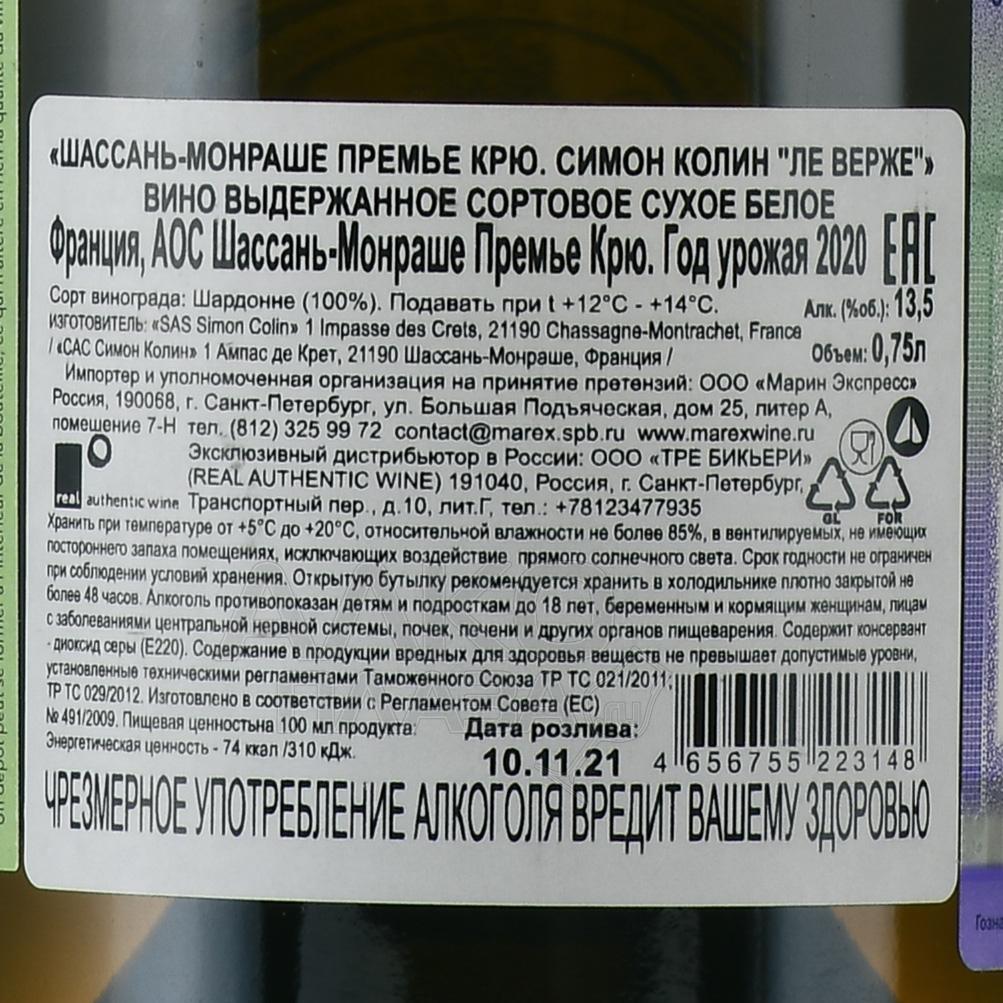 «ШАССАНЬ-МОНРАШЕ ПРЕМЬЕ КРЮ. СИМОН КОЛИН "ЛЕ ВЕРЖЕ"»
ВИНО ВЫДЕРЖАННОЕ СОРТОВОЕ СУХОЕ БЕЛОЕ
Франция, АОС Шассань-Монраше Премье Крю. Год урожая 2020 ЕАС
Сорт винограда: Шардонне (100%). Подавать при t +12°C - +14°C.
Алк. (%об.): 13,5
ИЗГОТОВИТЕЛЬ: «SAS Simon Colin» 1 Impasse des Crets, 21190 Chassagne-Montrachet, France
/ «САС Симон Колин» 1 Ампас де Крет, 21190 Шассань-Монраше, Франция /
Объем: 0,75л
Импортер и уполномоченная организация на принятие претензий: ООО «Марин Экспресс»
Россия, 190068, г. Санкт-Петербург, ул. Большая Подъяческая, дом 25, литер А,
помещение 7-Н тел. (812) 325 99 72 contact@marex.spb.ru www.marexwine.ru
Эксклюзивный дистрибьютор в России: ООО «ТРЕ БИКЬЕРИ»
(REAL AUTHENTIC WINE) 191040, Россия, г. Санкт-Петербург,
real authentic wine Транспортный пер., д.10, лит.Г, тел.: +78123477935
GL FOR
Хранить при температуре от +5°C до +20°C, относительной влажности не более 85%, в вентилируемых, не имеющих
постороннего запаха помещениях, исключающих воздействие прямого солнечного света. Срок годности не ограничен
при соблюдении условий хранения. Открытую бутылку рекомендуется хранить в холодильнике плотно закрытой не
более 48 часов. Алкоголь противопоказан детям и подросткам до 18 лет, беременным и кормящим женщинам, лицам
с заболеваниями центральной нервной системы, почек, печени и других органов пищеварения. Содержит консервант
- диоксид серы (Е220). Содержание в продукции вредных для здоровья веществ не превышает допустимые уровни,
установленные техническими регламентами Таможенного Союза ТР ТС 021/2011;
ТР ТС 029/2012. Изготовлено в соответствии с Регламентом Совета (ЕС)
№ 491/2009. Пищевая ценностьна 100 мл продукта:
Энергетическая ценность - 74 ккал /310 кДж.
Дата розлива:
10.11.21
4 656755 223148
ЧРЕЗМЕРНОЕ УПОТРЕБЛЕНИЕ АЛКОГОЛЯ ВРЕДИТ ВАШЕМУ ЗДОРОВЬЮ